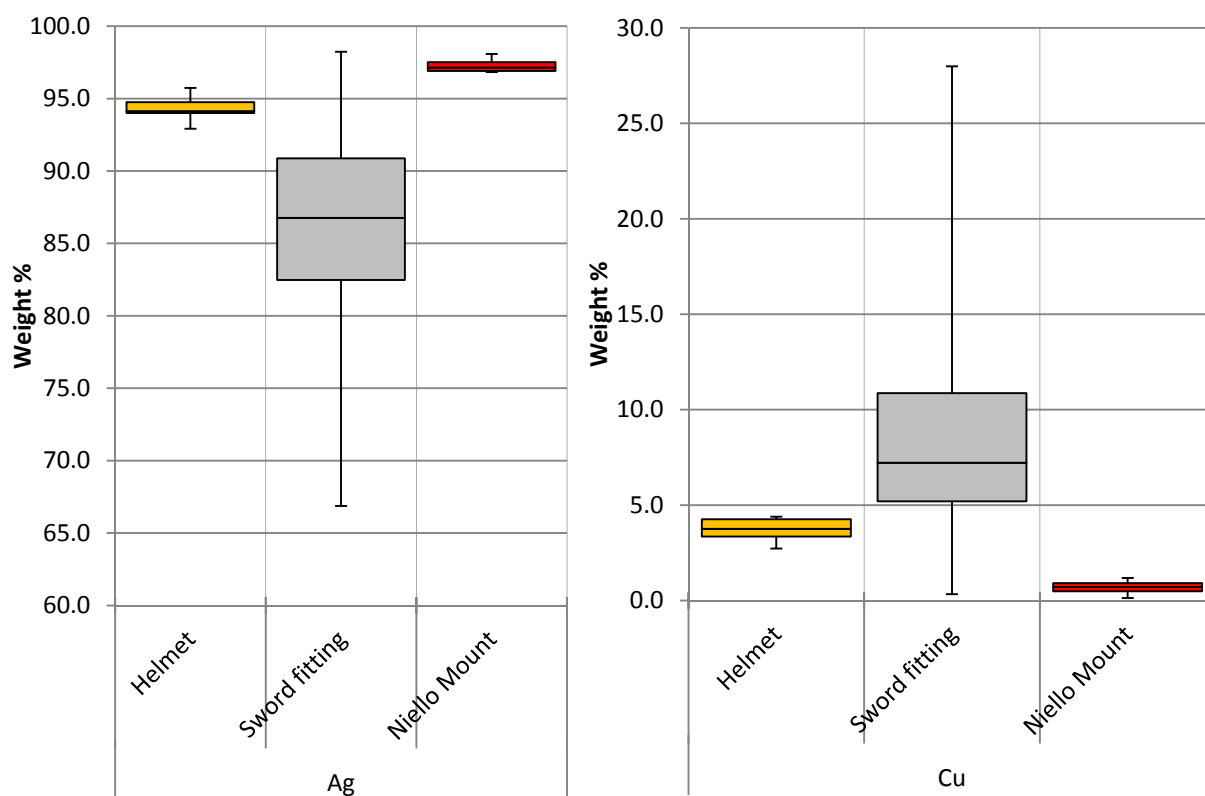 Weight %
100.0
95.0
90.0
85.0
80.0
75.0
70.0
65.0
60.0
Helmet
Sword fitting
Niello Mount
Ag
Weight %
30.0
25.0
20.0
15.0
10.0
5.0
0.0
Helmet
Sword fitting
Niello Mount
Cu